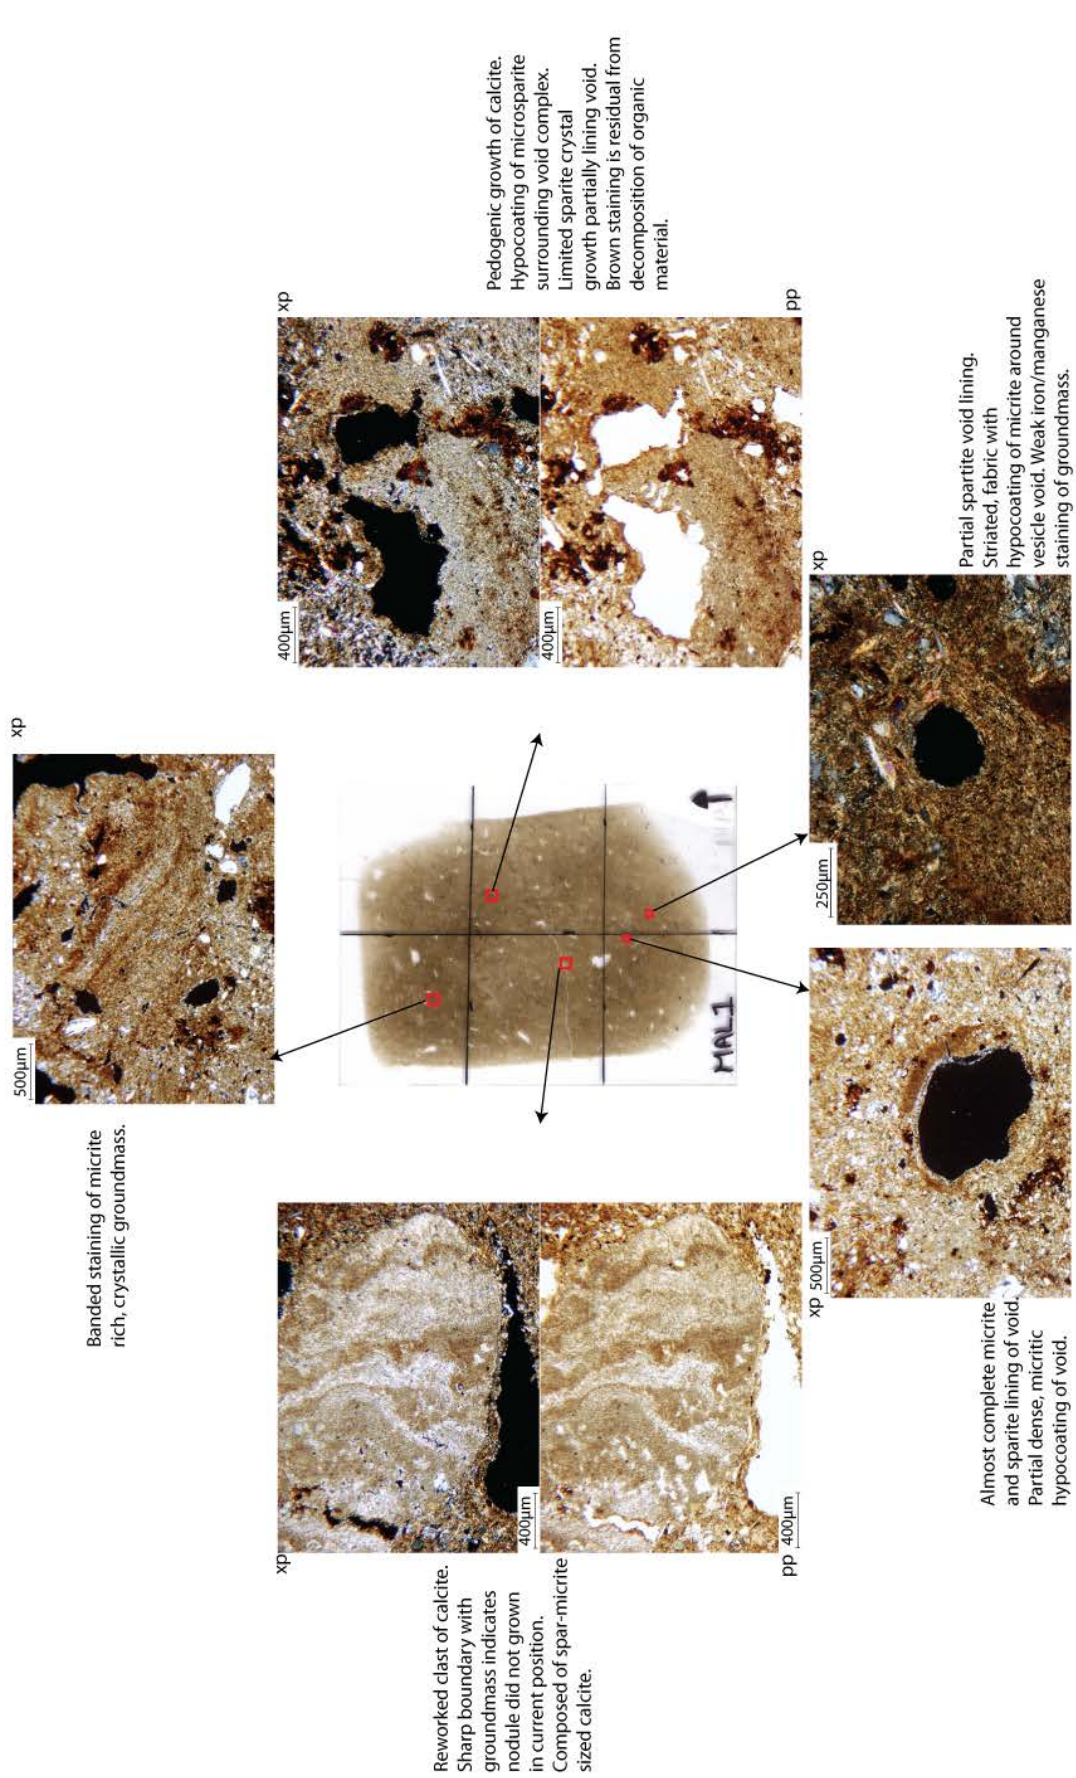 Banded staining of micrite
rich, crystallic groundmass.
500µm
xp
Reworked clast of calcite.
Sharp boundary with
groundmass indicates
nodule did not grown
in current position.
Composed of spar-micrite
sized calcite.
xp
400µm
pp
400µm
MAL1
xp
400µm
pp
400µm
Pedogenic growth of calcite.
Hypocoating of microsparite
surrounding void complex.
Limited sparite crystal
growth partially lining void.
Brown staining is residual from
decomposition of organic
material.
Almost complete micrite
and sparite lining of void.
Partial dense, micritic
hypocoating of void.
xp
500µm
250µm
xp
Partial spartite void lining.
Striated, fabric with
hypocoating of micrite around
vesicle void. Weak iron/manganese
staining of groundmass.